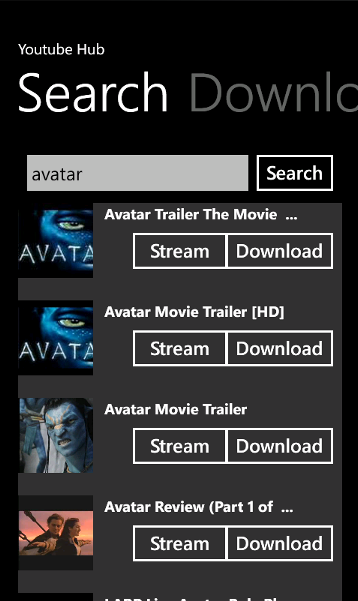 Youtube Hub
Search Downlo
avatar Search
Avatar Trailer The Movie ...
AVATAR
Stream Download
Avatar Movie Trailer [HD]
AVATAR
Stream Download
Avatar Movie Trailer
Stream Download
Avatar Review (Part 1 of ...
Stream Download